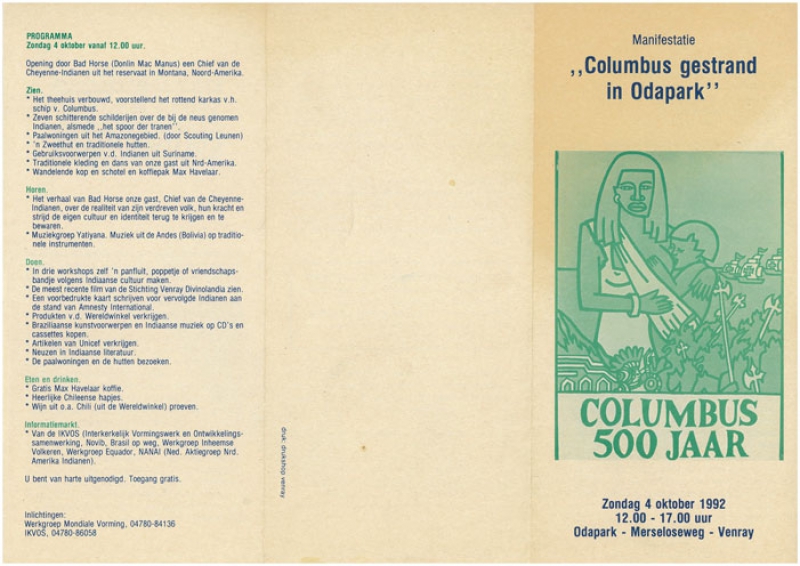 PROGRAMMA
Zondag 4 oktober vanaf 12.00 uur.
Opening door Bad Horse (Donlin Mac Manus) een Chief van de
Cheyenne-Indianen uit het reservaat in Montana, Noord-Amerika.
Zien.
* Het theehuis verbouwd, voorstellend het rottend karkas v.h.
schip v. Columbus.
* Zeven schitterende schilderijen over de bij de neus genomen
Indianen, alsmede ,,het spoor der tranen''.
* Paalwoningen uit het Amazonegebied. (door Scouting Leunen)
* 'n Zweethut en traditionele hutten.
* Gebruiksvoorwerpen v.d. Indianen uit Suriname.
* Traditionele kleding en dans van onze gast uit Nrd-Amerika.
* Wandelende kop en schotel en koffiepak Max Havelaar.
Horen.
* Het verhaal van Bad Horse onze gast, Chief van de Cheyenne-
Indianen, over de realiteit van zijn verdreven volk, hun kracht en
strijd de eigen cultuur en identiteit terug te krijgen en te
bewaren.
* Muziekgroep Yatiyana. Muziek uit de Andes (Bolivia) op traditio-
nele instrumenten.
Doen.
* In drie workshops zelf 'n panfluit, poppetje of vriendschaps-
bandje volgens Indiaanse cultuur maken.
* De meest recente film van de Stichting Venray Divinolandia zien.
* Een voorbedrukte kaart schrijven voor vervolgde Indianen aan
de stand van Amnesty International.
* Produkten v.d. Wereldwinkel verkrijgen.
* Braziliaanse kunstvoorwerpen en Indiaanse muziek op CD's en
cassettes kopen.
* Artikelen van Unicef verkrijgen.
* Neuzen in Indiaanse literatuur.
* De paalwoningen en de hutten bezoeken.
Eten en drinken.
* Gratis Max Havelaar koffie.
* Heerlijke Chileense hapjes.
* Wijn uit o.a. Chili (uit de Wereldwinkel) proeven.
Informatiemarkt.
* Van de IKVOS (Interkerkelijk Vormingswerk en Ontwikkelings-
samenwerking, Novib, Brasil op weg, Werkgroep Inheemse
Volkeren, Werkgroep Equador, NANAI (Ned. Aktiegroep Nrd.
Amerika Indianen).
U bent van harte uitgenodigd. Toegang gratis.
Inlichtingen:
Werkgroep Mondiale Vorming, 04780-84136
IKVOS, 04780-86058
druk: drukshop venray
Manifestatie
,,Columbus gestrand
in Odapark''
COLUMBUS
500 JAAR
Zondag 4 oktober 1992
12.00 - 17.00 uur
Odapark - Merseloseweg - Venray